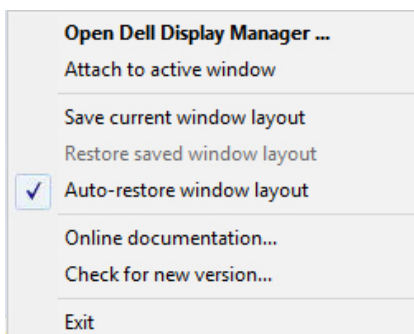 Open Dell Display Manager ...
Attach to active window
Save current window layout
Restore saved window layout
Auto-restore window layout
Online documentation...
Check for new version...
Exit